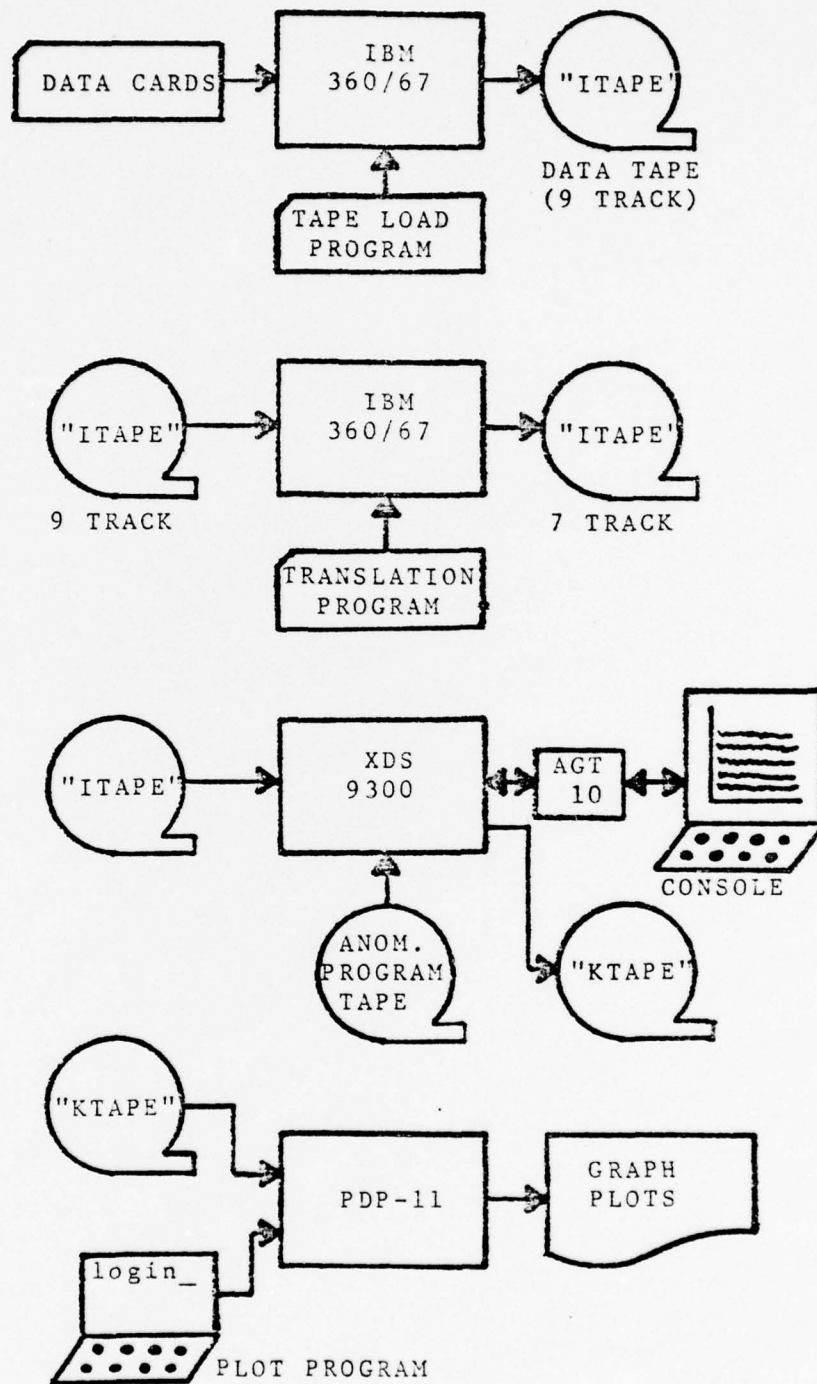 DATA CARDS
IBM
360/67
"ITAPE"
DATA TAPE
(9 TRACK)
TAPE LOAD
PROGRAM
"ITAPE"
9 TRACK
IBM
360/67
"ITAPE"
7 TRACK
TRANSLATION
PROGRAM
"ITAPE"
XDS
9300
AGT
10
CONSOLE
ANOM.
PROGRAM
TAPE
"KTAPE"
"KTAPE"
PDP-11
GRAPH
PLOTS
login_
PLOT PROGRAM